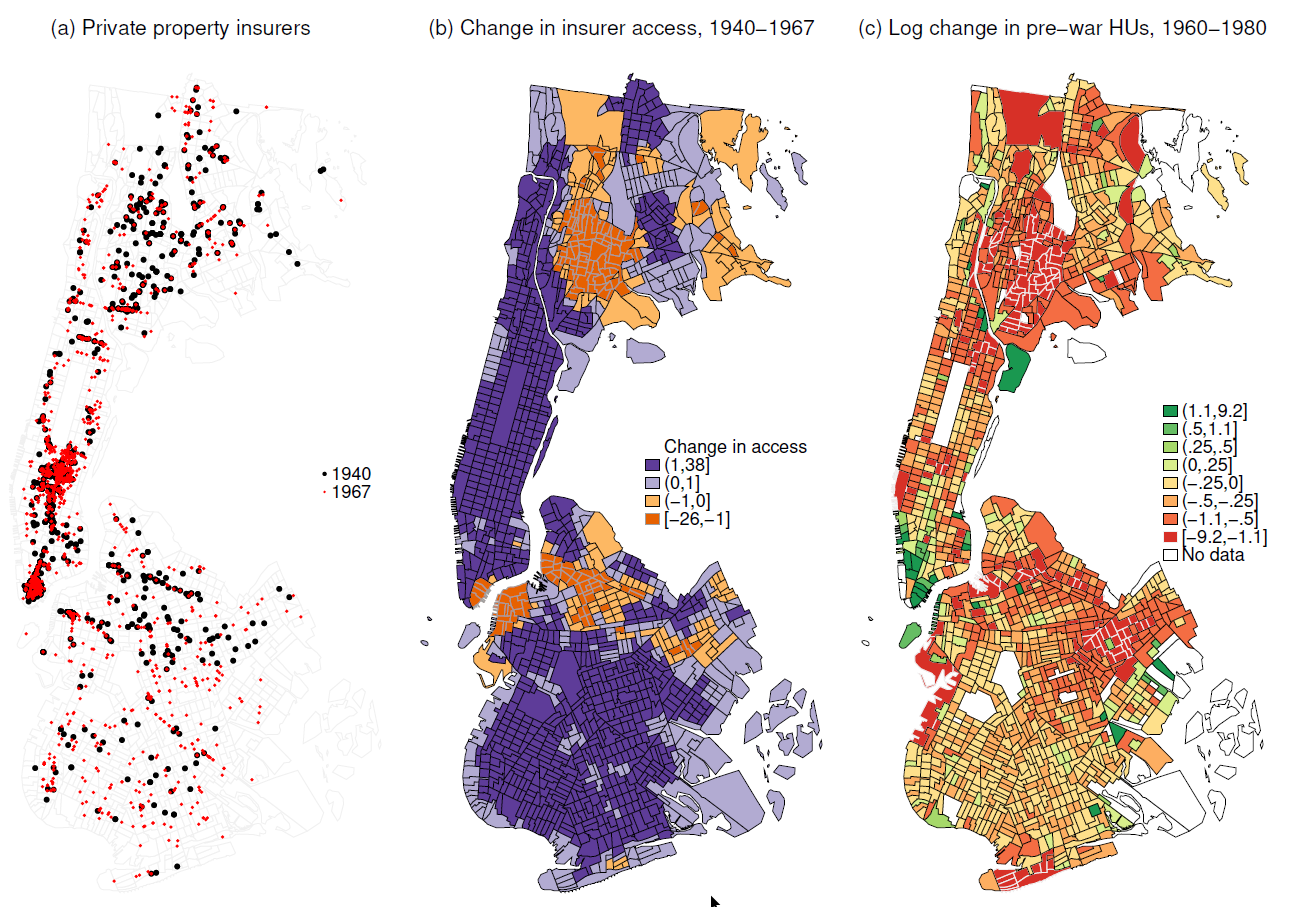 (a) Private property insurers
(b) Change in insurer access, 1940−1967
(c) Log change in pre−war HUs, 1960−1980
1940
1967
Change in access
(1,38]
(0,1]
(−1,0]
[−26,−1]
(1.1,9.2]
(.5,1.1]
(.25,.5]
(0,.25]
(−.25,0]
(−.5,−.25]
(−1.1,−.5]
[−9.2,−1.1]
No data